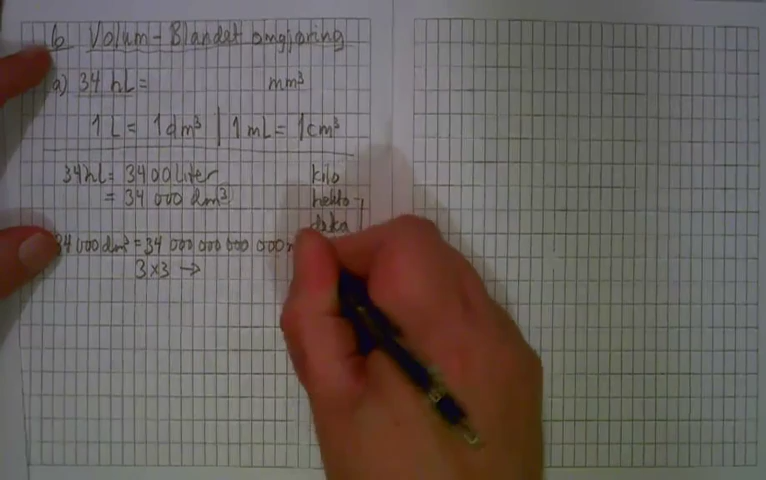 6 Volum - Blandet omgjøring
a) 34 hL = mm³
1 L = 1 dm³ | 1 mL = 1 cm³
34 hL = 3400 liter
= 34 000 dm³
34 000 dm³ = 34 000 000 000 000
3×3 →
kilo
hekto
deka